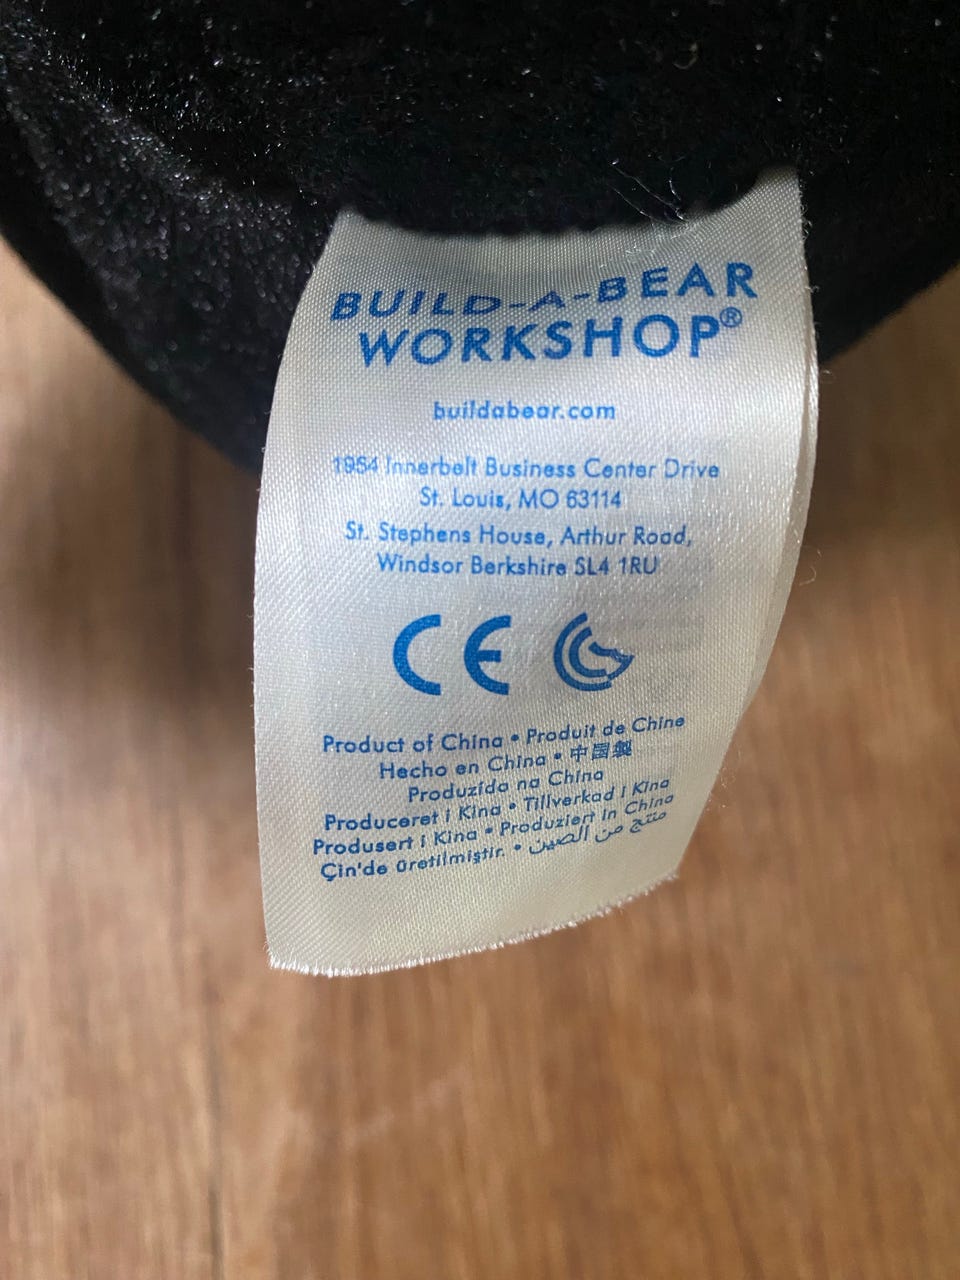 BUILD-A-BEAR
WORKSHOP®
buildabear.com
1954 Innerbelt Business Center Drive
St. Louis, MO 63114
St. Stephens House, Arthur Road,
Windsor Berkshire SL4 1RU
CE
Product of China • Produit de Chine
Hecho en China • 中国製
Produzido na China
Produceret i Kina • Tillverkad i Kina
Produsert i Kina • Produziert in China
Çin'de üretilmiştir. • منتج من الصين